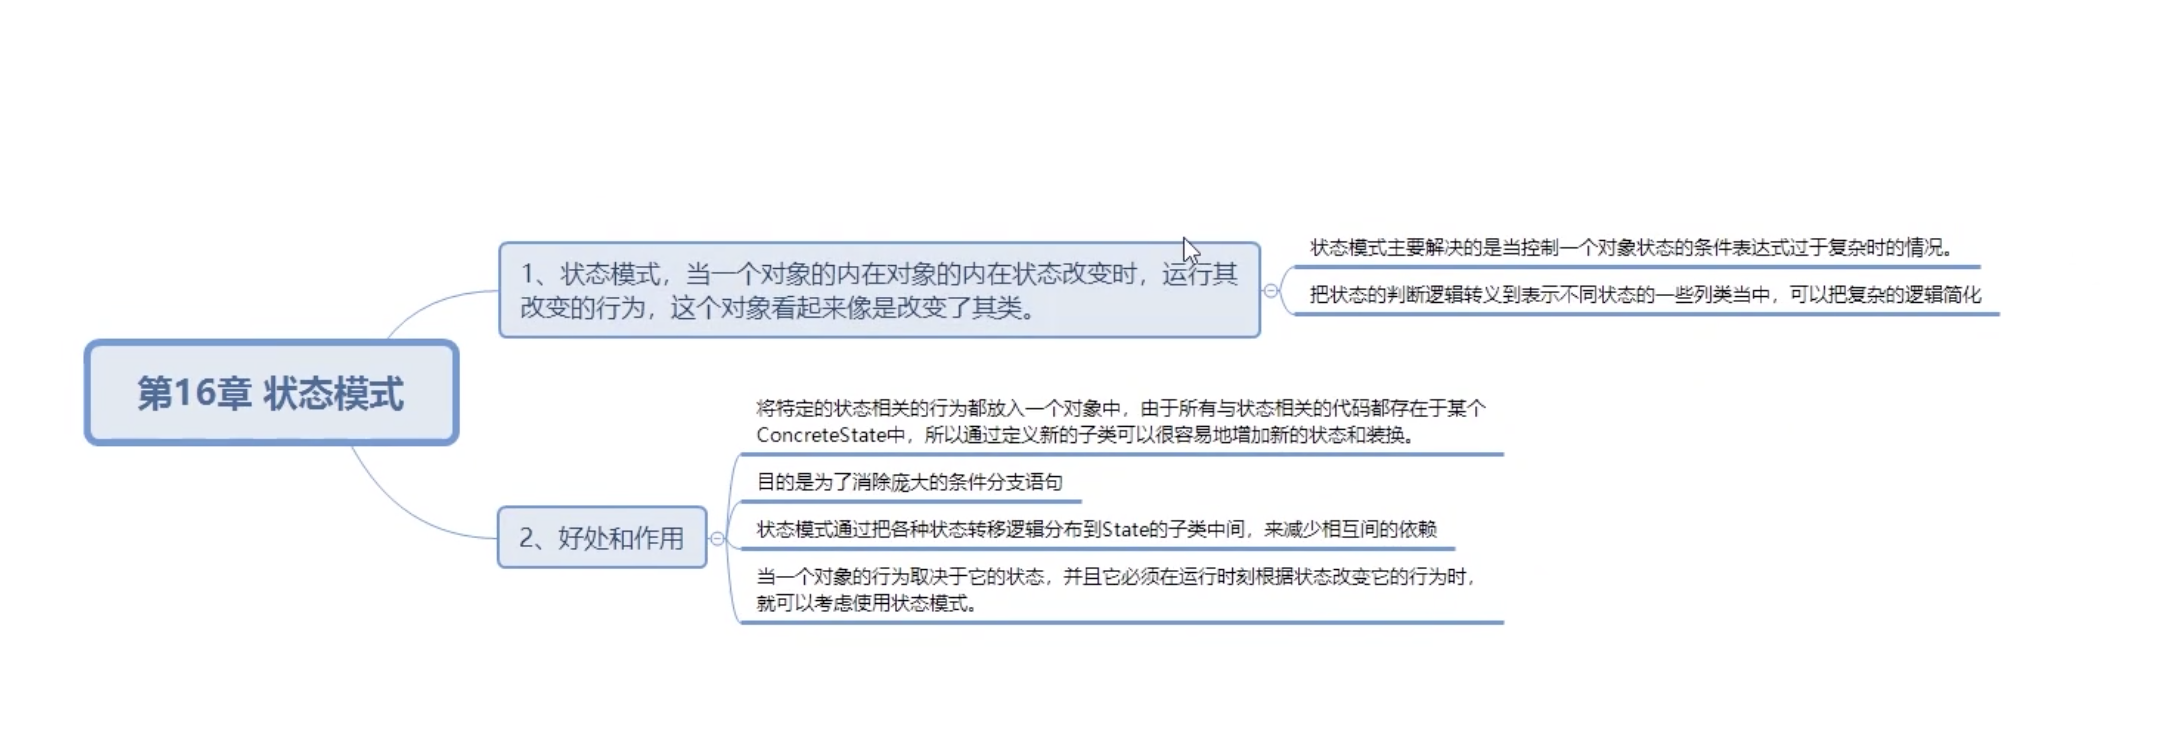 第16章 状态模式
1、状态模式，当一个对象的内在对象的内在状态改变时，运行其
改变的行为，这个对象看起来像是改变了其类。
状态模式主要解决的是当控制一个对象状态的条件表达式过于复杂时的情况。
把状态的判断逻辑转义到表示不同状态的一些列类当中，可以把复杂的逻辑简化
2、好处和作用
将特定的状态相关的行为都放入一个对象中，由于所有与状态相关的代码都存在于某个
ConcreteState中，所以通过定义新的子类可以很容易地增加新的状态和装换。
目的是为了消除庞大的条件分支语句
状态模式通过把各种状态转移逻辑分布到State的子类中间，来减少相互间的依赖
当一个对象的行为取决于它的状态，并且它必须在运行时刻根据状态改变它的行为时，
就可以考虑使用状态模式。